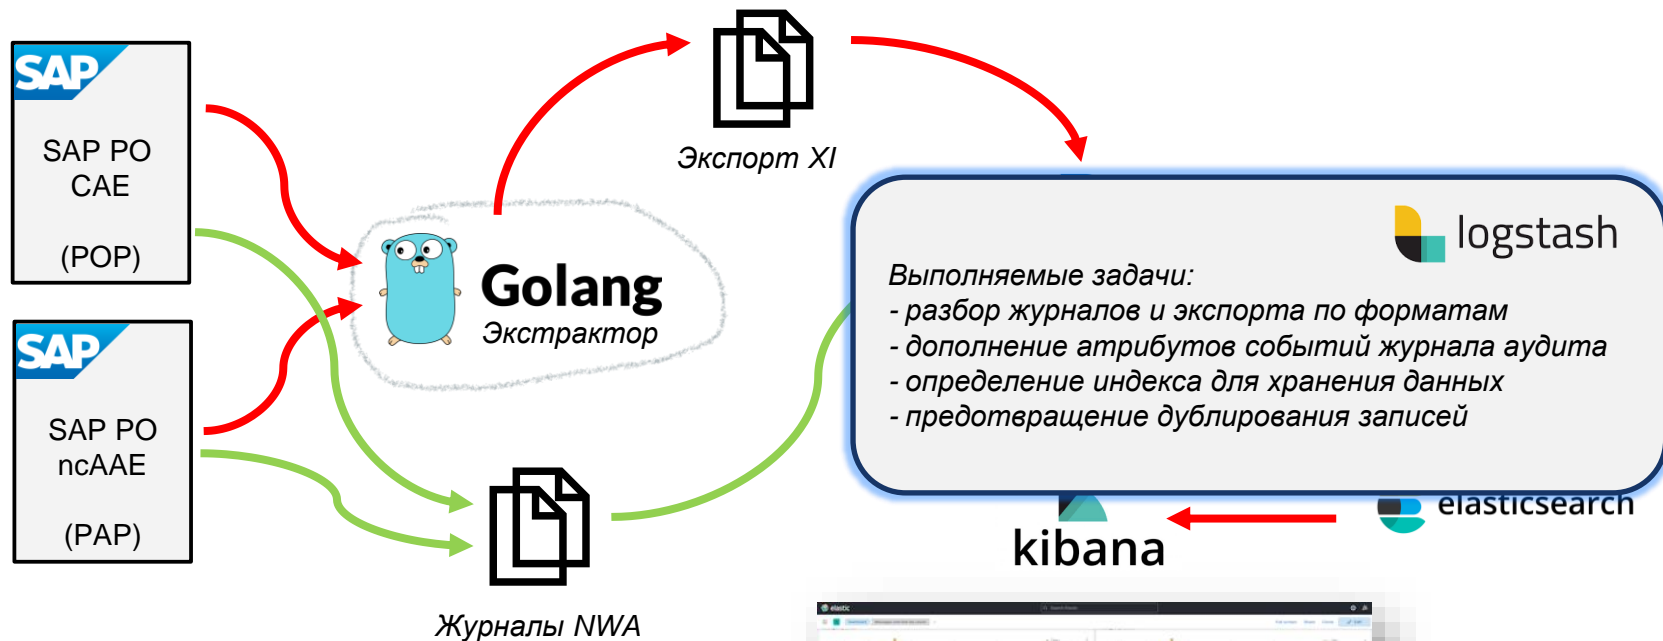 SAP
SAP PO
CAE
(POP)
SAP
SAP PO
ncAAE
(PAP)
Экспорт XI
Golang
Экстрактор
Журналы NWA
logstash
Выполняемые задачи:
- разбор журналов и экспорта по форматам
- дополнение атрибутов событий журнала аудита
- определение индекса для хранения данных
- предотвращение дублирования записей
elasticsearch
kibana
elastic